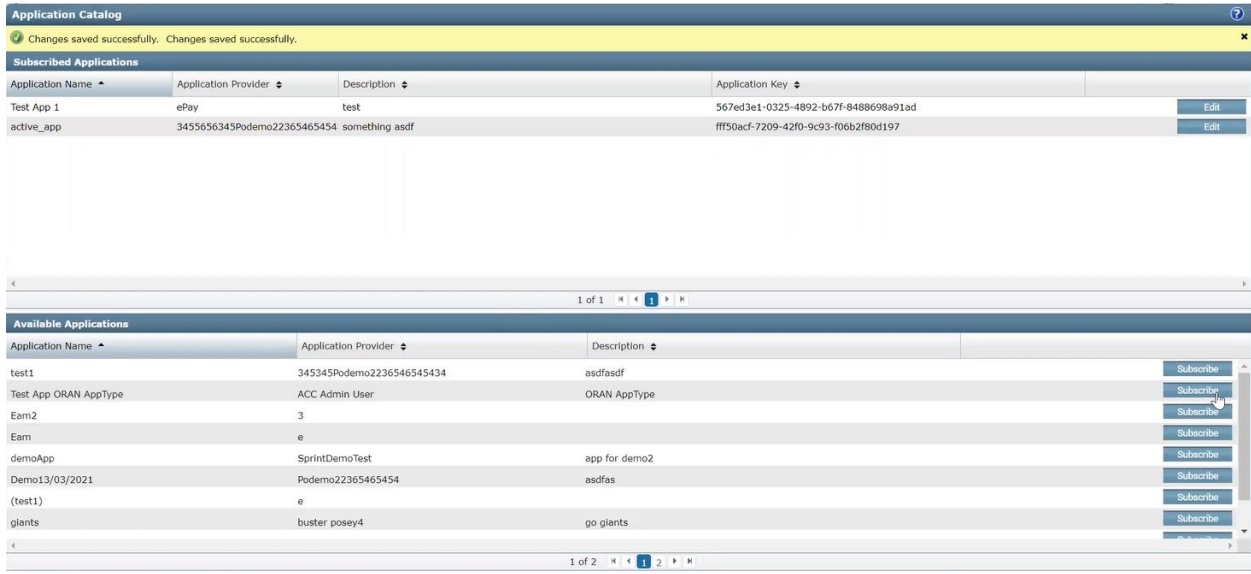 Application Catalog ?
Changes saved successfully. Changes saved successfully. ×
Subscribed Applications
Application Name Application Provider Description Application Key
Test App 1 ePay test 567ed3e1-0325-4892-b67f-8488698a91ad Edit
active_app 3455656345Podemo22365465454 something asdf fff50acf-7209-42f0-9c93-f06b2f80d197 Edit
1 of 1 1
Available Applications
Application Name Application Provider Description
test1 345345Podemo2236546545434 asdfasdf Subscribe
Test App ORAN AppType ACC Admin User ORAN AppType Subscribe
Eam2 3 Subscribe
Eam e Subscribe
demoApp SprintDemoTest app for demo2 Subscribe
Demo13/03/2021 Podemo22365465454 asdfas Subscribe
(test1) e Subscribe
giants buster posey4 go giants Subscribe
1 of 2 1 2